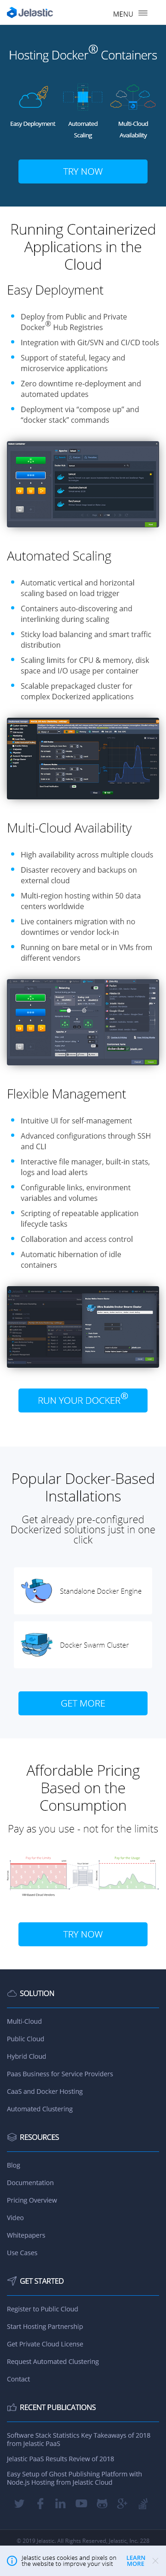 Jelastic
MENU
Hosting Docker® Containers
Easy Deployment
Automated
Scaling
Multi-Cloud
Availability
TRY NOW
Running Containerized
Applications in the
Cloud
Easy Deployment
Deploy from Public and Private
Docker® Hub Registries
Integration with Git/SVN and CI/CD tools
Support of stateful, legacy and
microservice applications
Zero downtime re-deployment and
automated updates
Deployment via “compose up” and
“docker stack” commands
Automated Scaling
Automatic vertical and horizontal
scaling based on load trigger
Containers auto-discovering and
interlinking during scaling
Sticky load balancing and smart traffic
distribution
Scaling limits for CPU & memory, disk
space and I/O usage per container
Scalable prepackaged cluster for
complex Dockerized applications
Multi-Cloud Availability
High availability across multiple clouds
Disaster recovery and backups on
external cloud
Multi-region hosting within 50 data
centers worldwide
Live containers migration with no
downtimes or vendor lock-in
Running on bare metal or in VMs from
different vendors
Flexible Management
Intuitive UI for self-management
Advanced configurations through SSH
and CLI
Interactive file manager, built-in stats,
logs and load alerts
Configurable links, environment
variables and volumes
Scripting of repeatable application
lifecycle tasks
Collaboration and access control
Automatic hibernation of idle
containers
RUN YOUR DOCKER®
Popular Docker-Based
Installations
Get already pre-configured
Dockerized solutions just in one
click
Standalone Docker Engine
Docker Swarm Cluster
GET MORE
Affordable Pricing
Based on the
Consumption
Pay as you use - not for the limits
TRY NOW
SOLUTION
Multi-Cloud
Public Cloud
Hybrid Cloud
Paas Business for Service Providers
CaaS and Docker Hosting
Automated Clustering
RESOURCES
Blog
Documentation
Pricing Overview
Video
Whitepapers
Use Cases
GET STARTED
Register to Public Cloud
Start Hosting Partnership
Get Private Cloud License
Request Automated Clustering
Contact
RECENT PUBLICATIONS
Software Stack Statistics Key Takeaways of 2018
from Jelastic PaaS
Jelastic PaaS Results Review of 2018
Easy Setup of Ghost Publishing Platform with
Node.js Hosting from Jelastic Cloud
© 2019 Jelastic. All Rights Reserved. Jelastic, Inc. 228
Jelastic uses cookies and pixels on
the website to improve your visit
LEARN
MORE